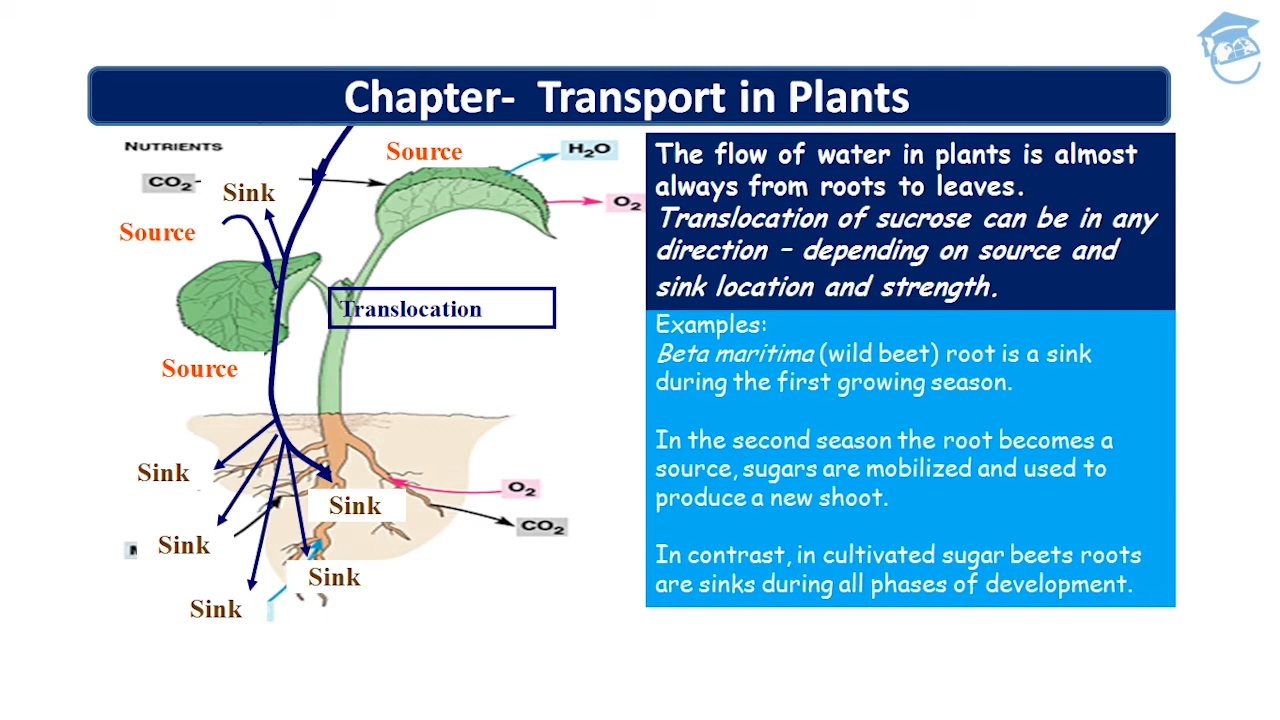 Chapter- Transport in Plants
NUTRIENTS
Source
H₂O
CO₂
Sink
O₂
Source
Translocation
Source
Sink
O₂
Sink
CO₂
Sink
Sink
Sink
The flow of water in plants is almost
always from roots to leaves.
Translocation of sucrose can be in any
direction – depending on source and
sink location and strength.
Examples:
Beta maritima (wild beet) root is a sink
during the first growing season.
In the second season the root becomes a
source, sugars are mobilized and used to
produce a new shoot.
In contrast, in cultivated sugar beets roots
are sinks during all phases of development.